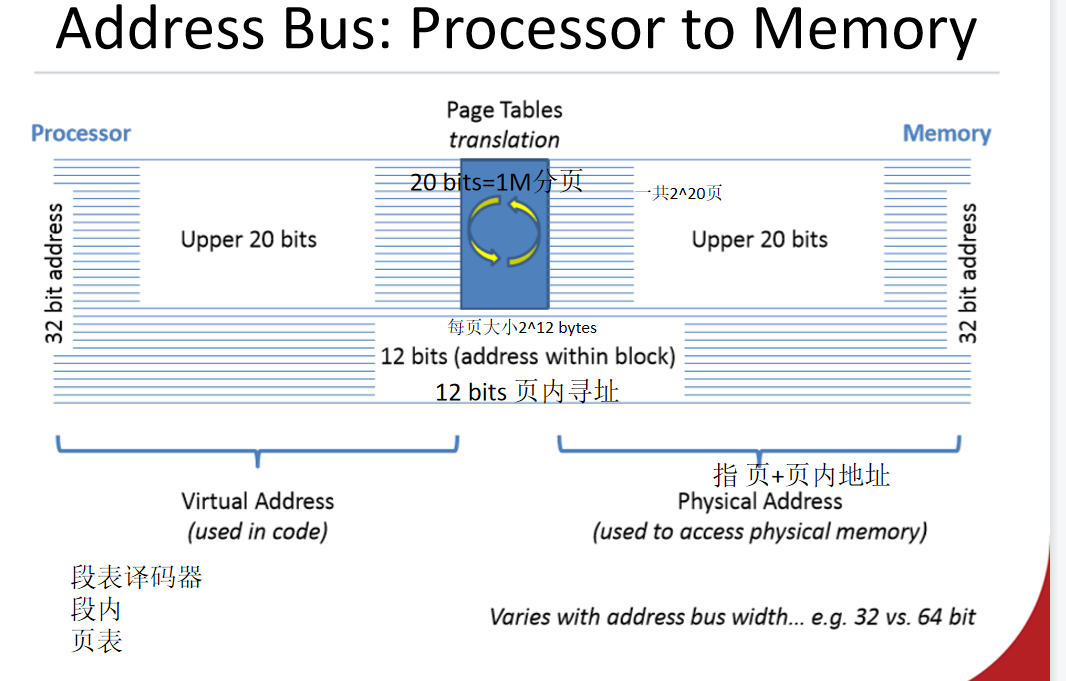 Address Bus: Processor to Memory
Page Tables
translation
Processor
Memory
20 bits=1M分页
一共2^20页
32 bit address
Upper 20 bits
Upper 20 bits
32 bit address
每页大小2^12 bytes
12 bits (address within block)
12 bits 页内寻址
指 页+页内地址
Virtual Address
(used in code)
Physical Address
(used to access physical memory)
段表译码器
段内
页表
Varies with address bus width... e.g. 32 vs. 64 bit